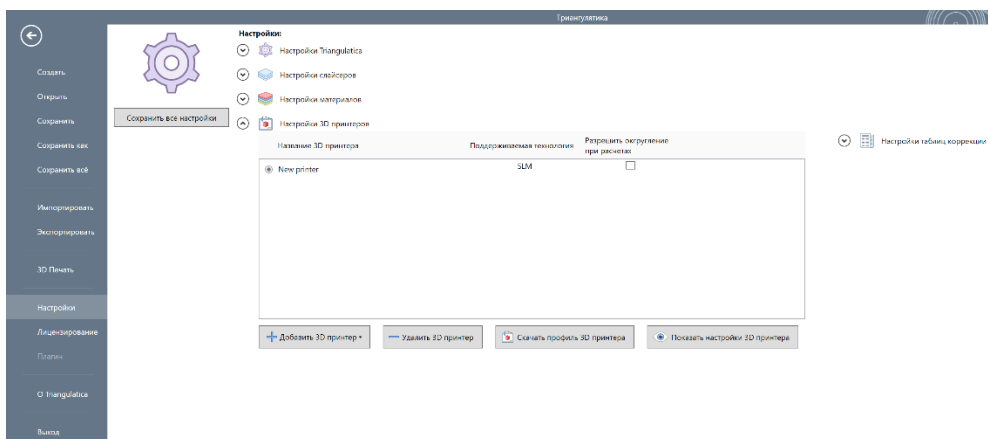 Триангулятика
Создать
Открыть
Сохранить
Сохранить как
Сохранить всё
Импортировать
Экспортировать
3D Печать
Настройки
Лицензирование
Плагин
О Triangulatica
Выход
Сохранить все настройки
Настройки:
Настройки Triangulatica
Настройки слайсеров
Настройки материалов
Настройки 3D принтеров
Название 3D принтера
Поддерживаемая технология
Разрешить округление
при расчетах
New printer
SLM
Добавить 3D принтер
Удалить 3D принтер
Скачать профиль 3D принтера
Показать настройки 3D принтера
Настройки таблиц коррекции